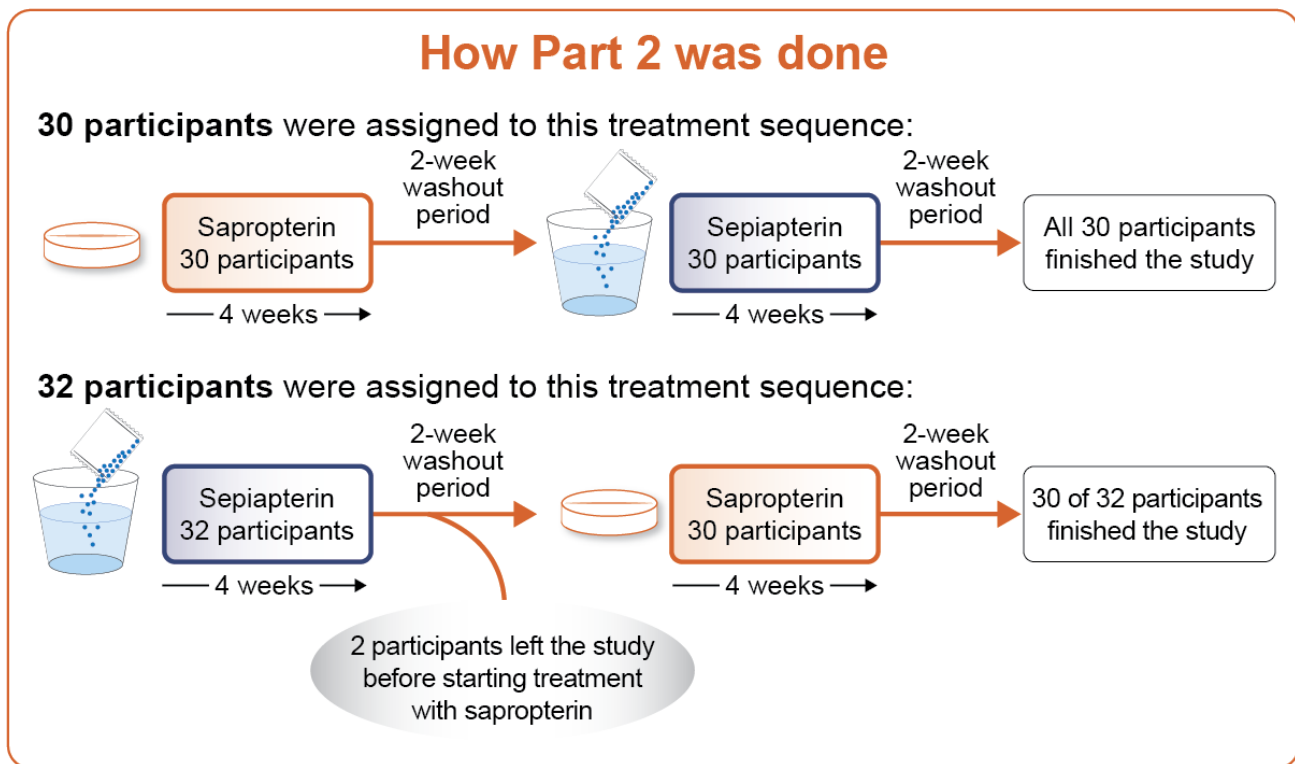 How Part 2 was done
30 participants were assigned to this treatment sequence:
Sapropterin
30 participants
4 weeks
2-week
washout
period
Sepiapterin
30 participants
4 weeks
2-week
washout
period
All 30 participants
finished the study
32 participants were assigned to this treatment sequence:
Sepiapterin
32 participants
4 weeks
2-week
washout
period
2 participants left the study
before starting treatment
with sapropterin
Sapropterin
30 participants
4 weeks
2-week
washout
period
30 of 32 participants
finished the study